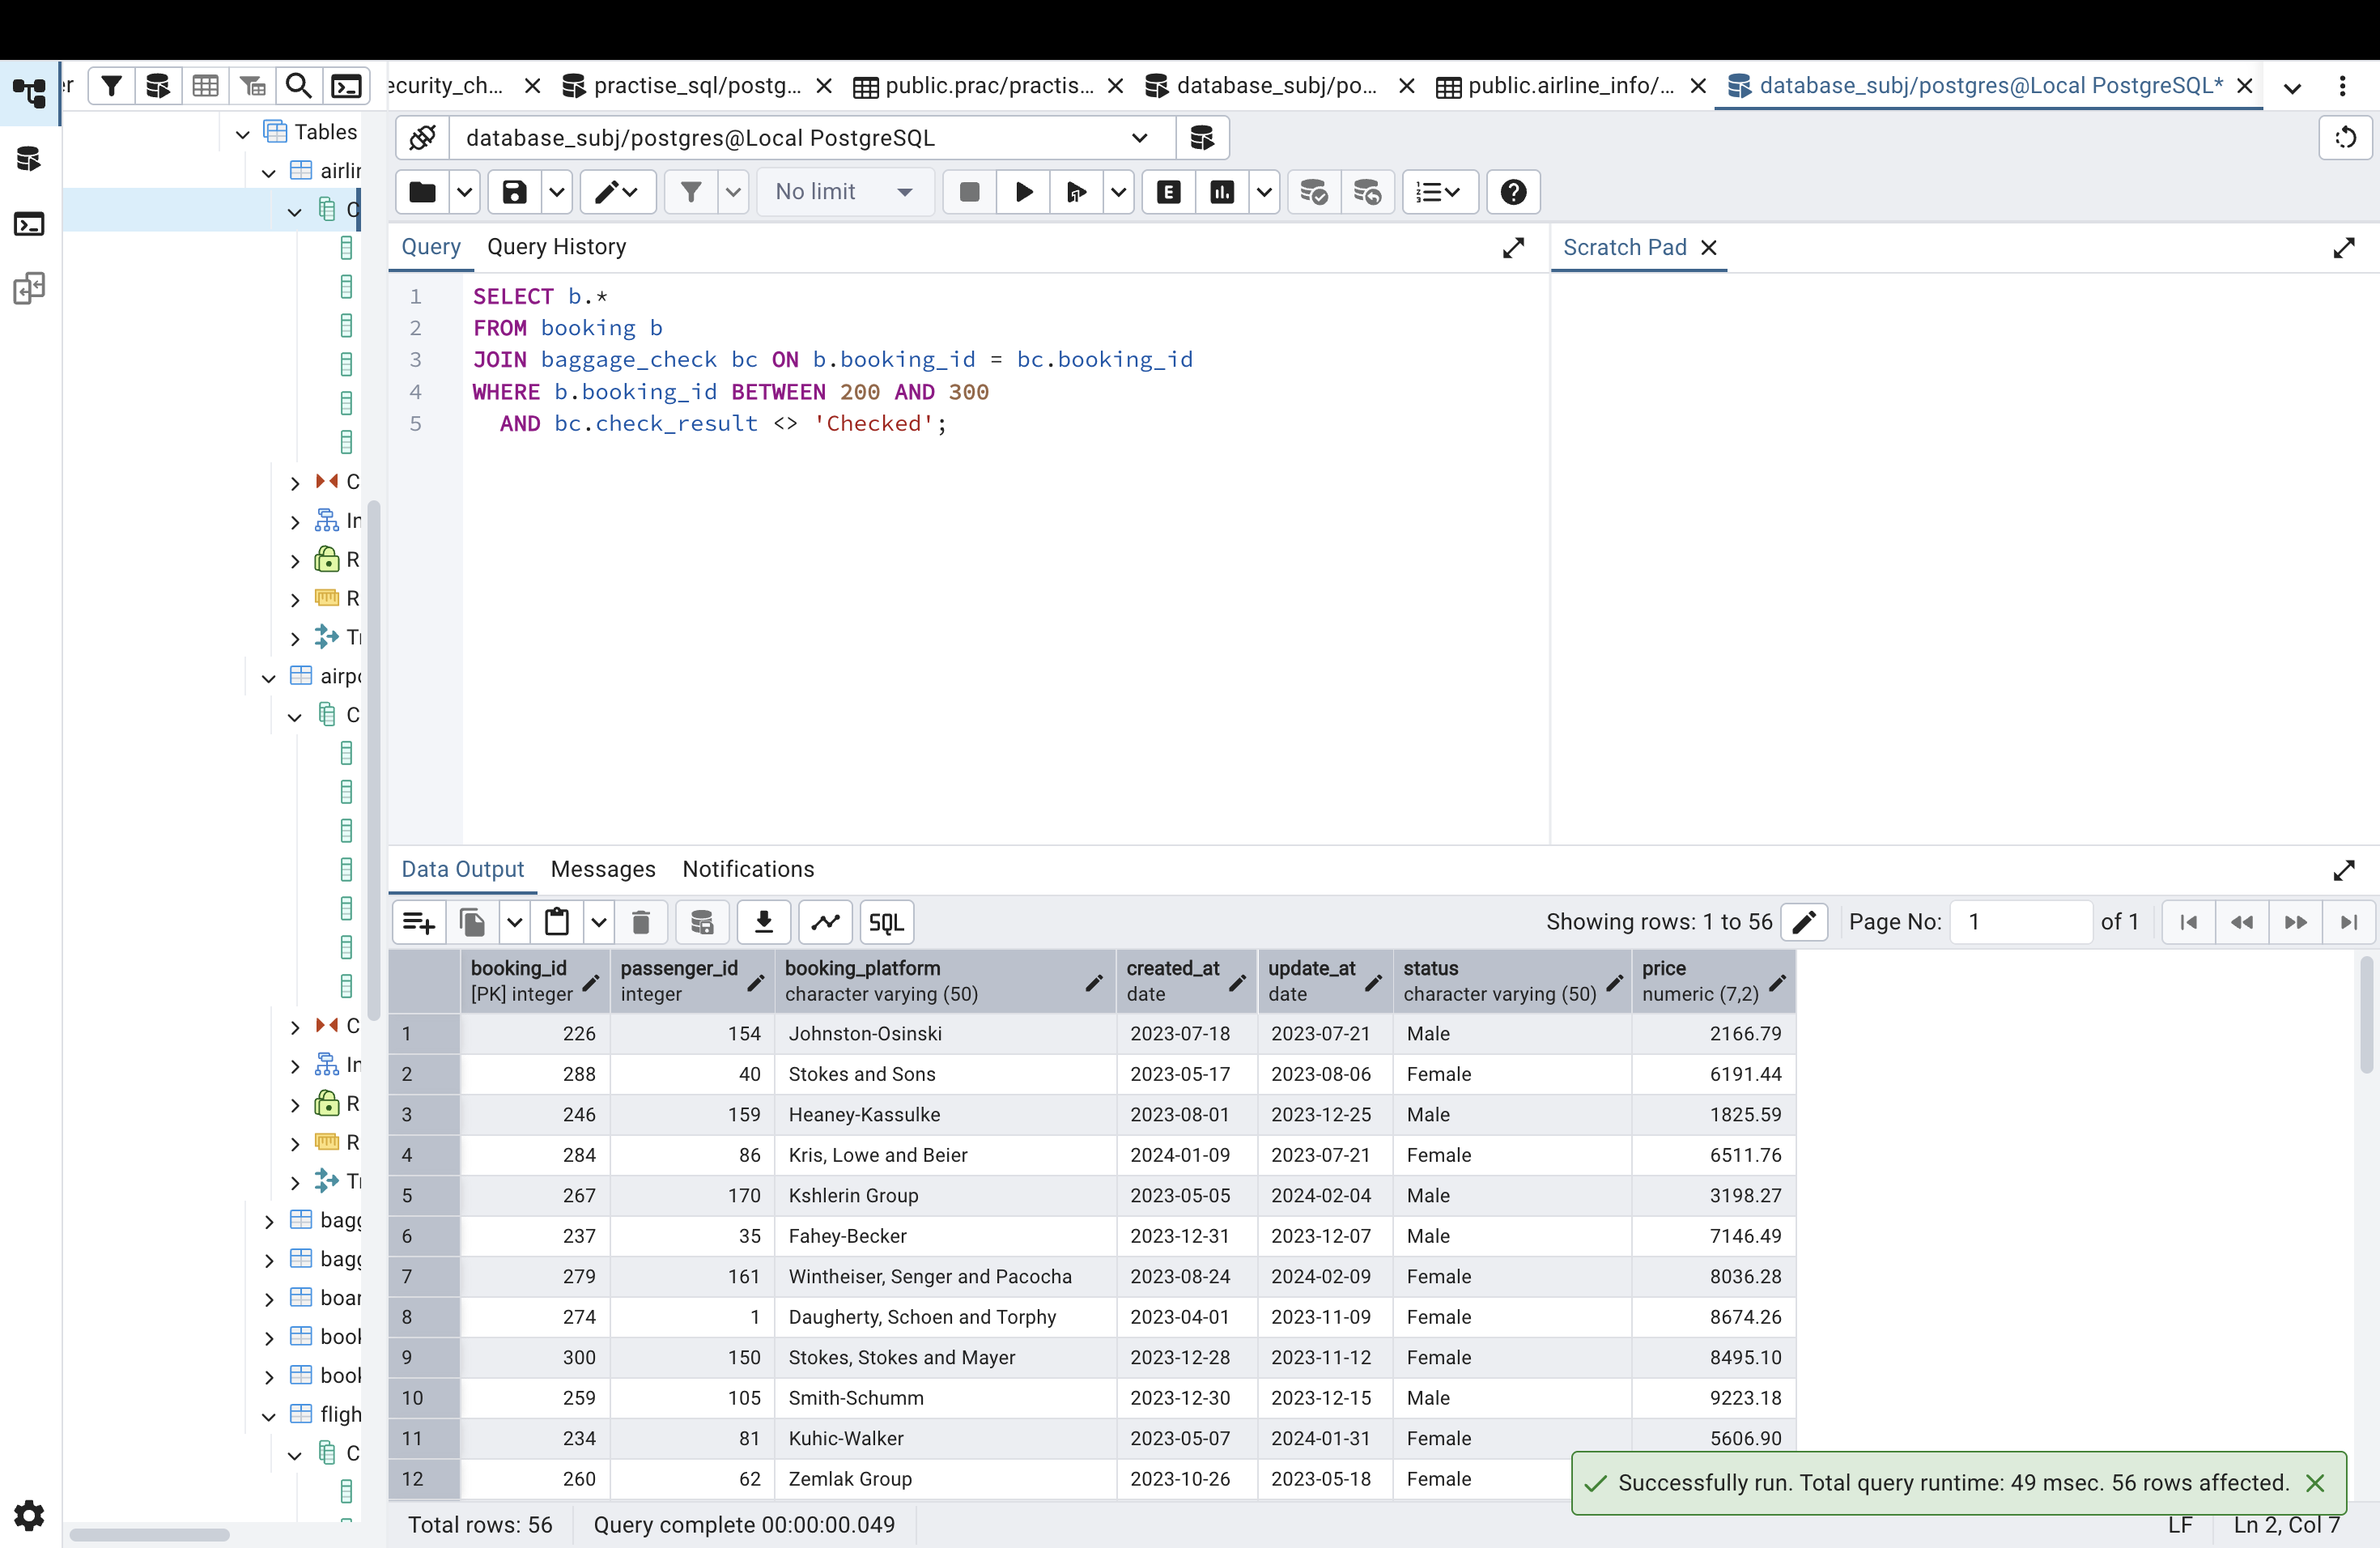 er
ecurity_ch...
practise_sql/postg...
public.prac/practis...
database_subj/po...
public.airline_info/...
database_subj/postgres@Local PostgreSQL*
database_subj/postgres@Local PostgreSQL
No limit
Query
Query History
Scratch Pad
1 SELECT b.*
2 FROM booking b
3 JOIN baggage_check bc ON b.booking_id = bc.booking_id
4 WHERE b.booking_id BETWEEN 200 AND 300
5 AND bc.check_result <> 'Checked';
Tables
airlin
C
C
In
R
R
Tr
airpo
C
C
In
R
R
Tr
bagg
bagg
boar
book
book
fligh
C
Data Output
Messages
Notifications
SQL
Showing rows: 1 to 56
Page No: 1 of 1
booking_id passenger_id booking_platform created_at update_at status price
[PK] integer integer character varying (50) date date character varying (50) numeric (7,2)
1 226 154 Johnston-Osinski 2023-07-18 2023-07-21 Male 2166.79
2 288 40 Stokes and Sons 2023-05-17 2023-08-06 Female 6191.44
3 246 159 Heaney-Kassulke 2023-08-01 2023-12-25 Male 1825.59
4 284 86 Kris, Lowe and Beier 2024-01-09 2023-07-21 Female 6511.76
5 267 170 Kshlerin Group 2023-05-05 2024-02-04 Male 3198.27
6 237 35 Fahey-Becker 2023-12-31 2023-12-07 Male 7146.49
7 279 161 Wintheiser, Senger and Pacocha 2023-08-24 2024-02-09 Female 8036.28
8 274 1 Daugherty, Schoen and Torphy 2023-04-01 2023-11-09 Female 8674.26
9 300 150 Stokes, Stokes and Mayer 2023-12-28 2023-11-12 Female 8495.10
10 259 105 Smith-Schumm 2023-12-30 2023-12-15 Male 9223.18
11 234 81 Kuhic-Walker 2023-05-07 2024-01-31 Female 5606.90
12 260 62 Zemlak Group 2023-10-26 2023-05-18 Female
Successfully run. Total query runtime: 49 msec. 56 rows affected.
Total rows: 56
Query complete 00:00:00.049
LF
Ln 2, Col 7